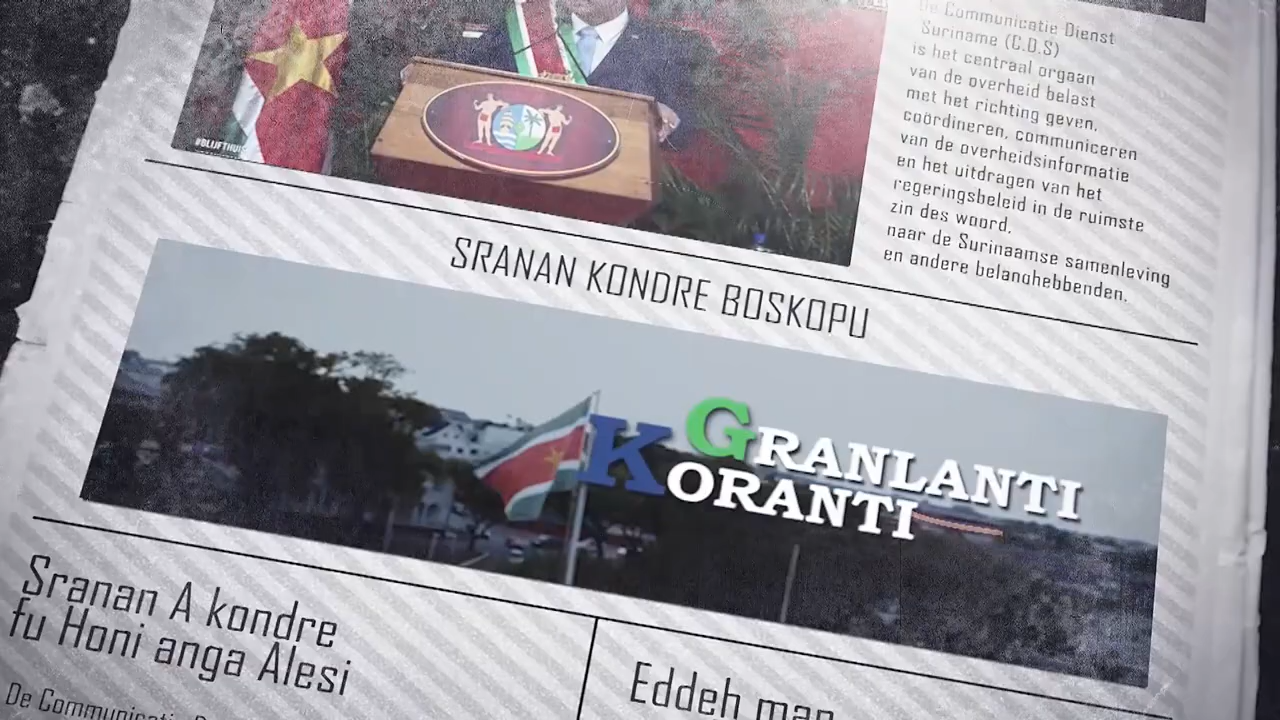 De Communicatie Dienst
Suriname (C.D.S)
is het centraal orgaan
van de overheid belast
met het richting geven,
coördineren, communiceren
van de overheidsinformatie
en het uitdragen van het
regeringsbeleid in de ruimste
zin des woord.
naar de Surinaamse samenleving
en andere belanghebbenden.
SRANAN KONDRE BOSKOPU
GRANLANTI
KORANTI
Sranan A kondre
fu Honi anga Alesi
De
Eddeh man